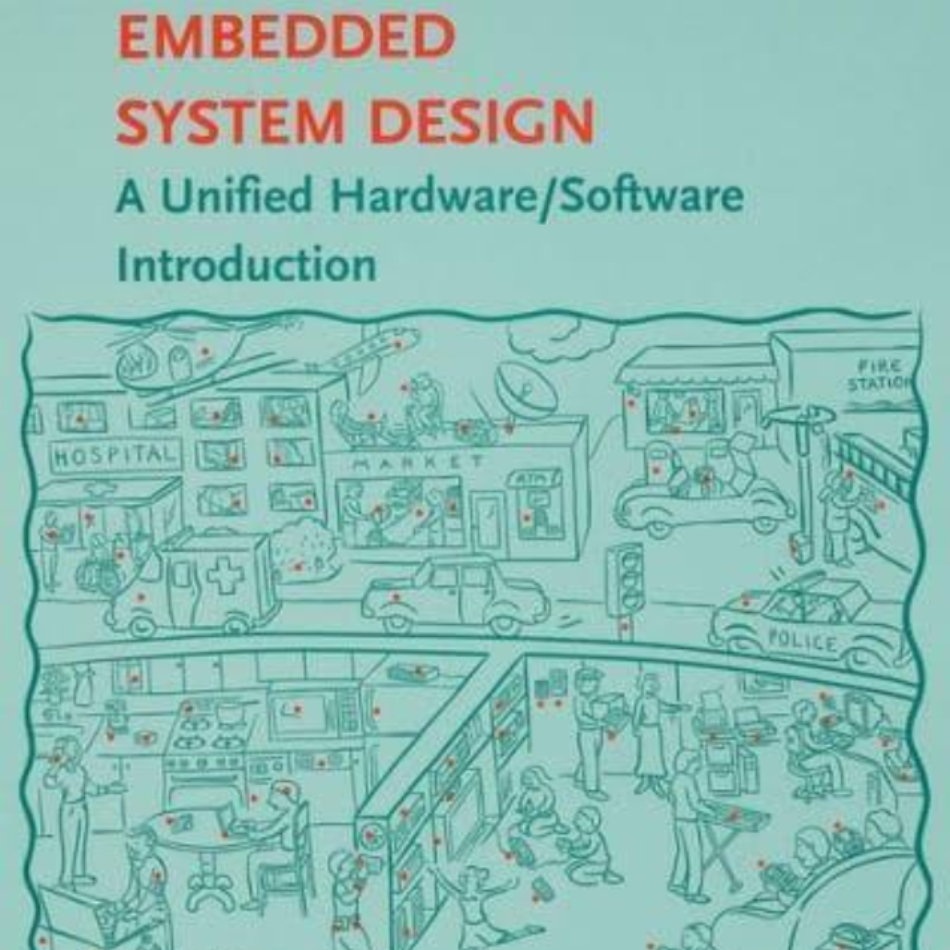 EMBEDDED
SYSTEM DESIGN
A Unified Hardware/Software
Introduction
FIRE
STATION
HOSPITAL
MARKET
ATM
POLICE